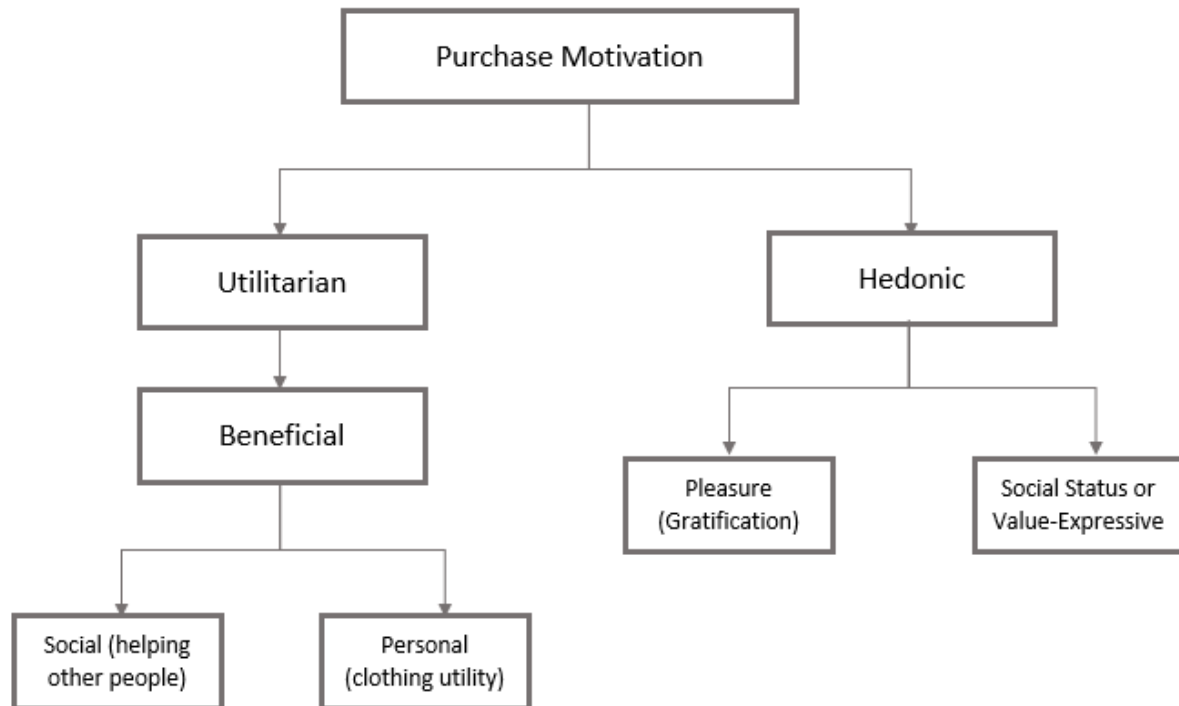 Purchase Motivation
Utilitarian
Hedonic
Beneficial
Pleasure
(Gratification)
Social Status or
Value-Expressive
Social (helping
other people)
Personal
(clothing utility)